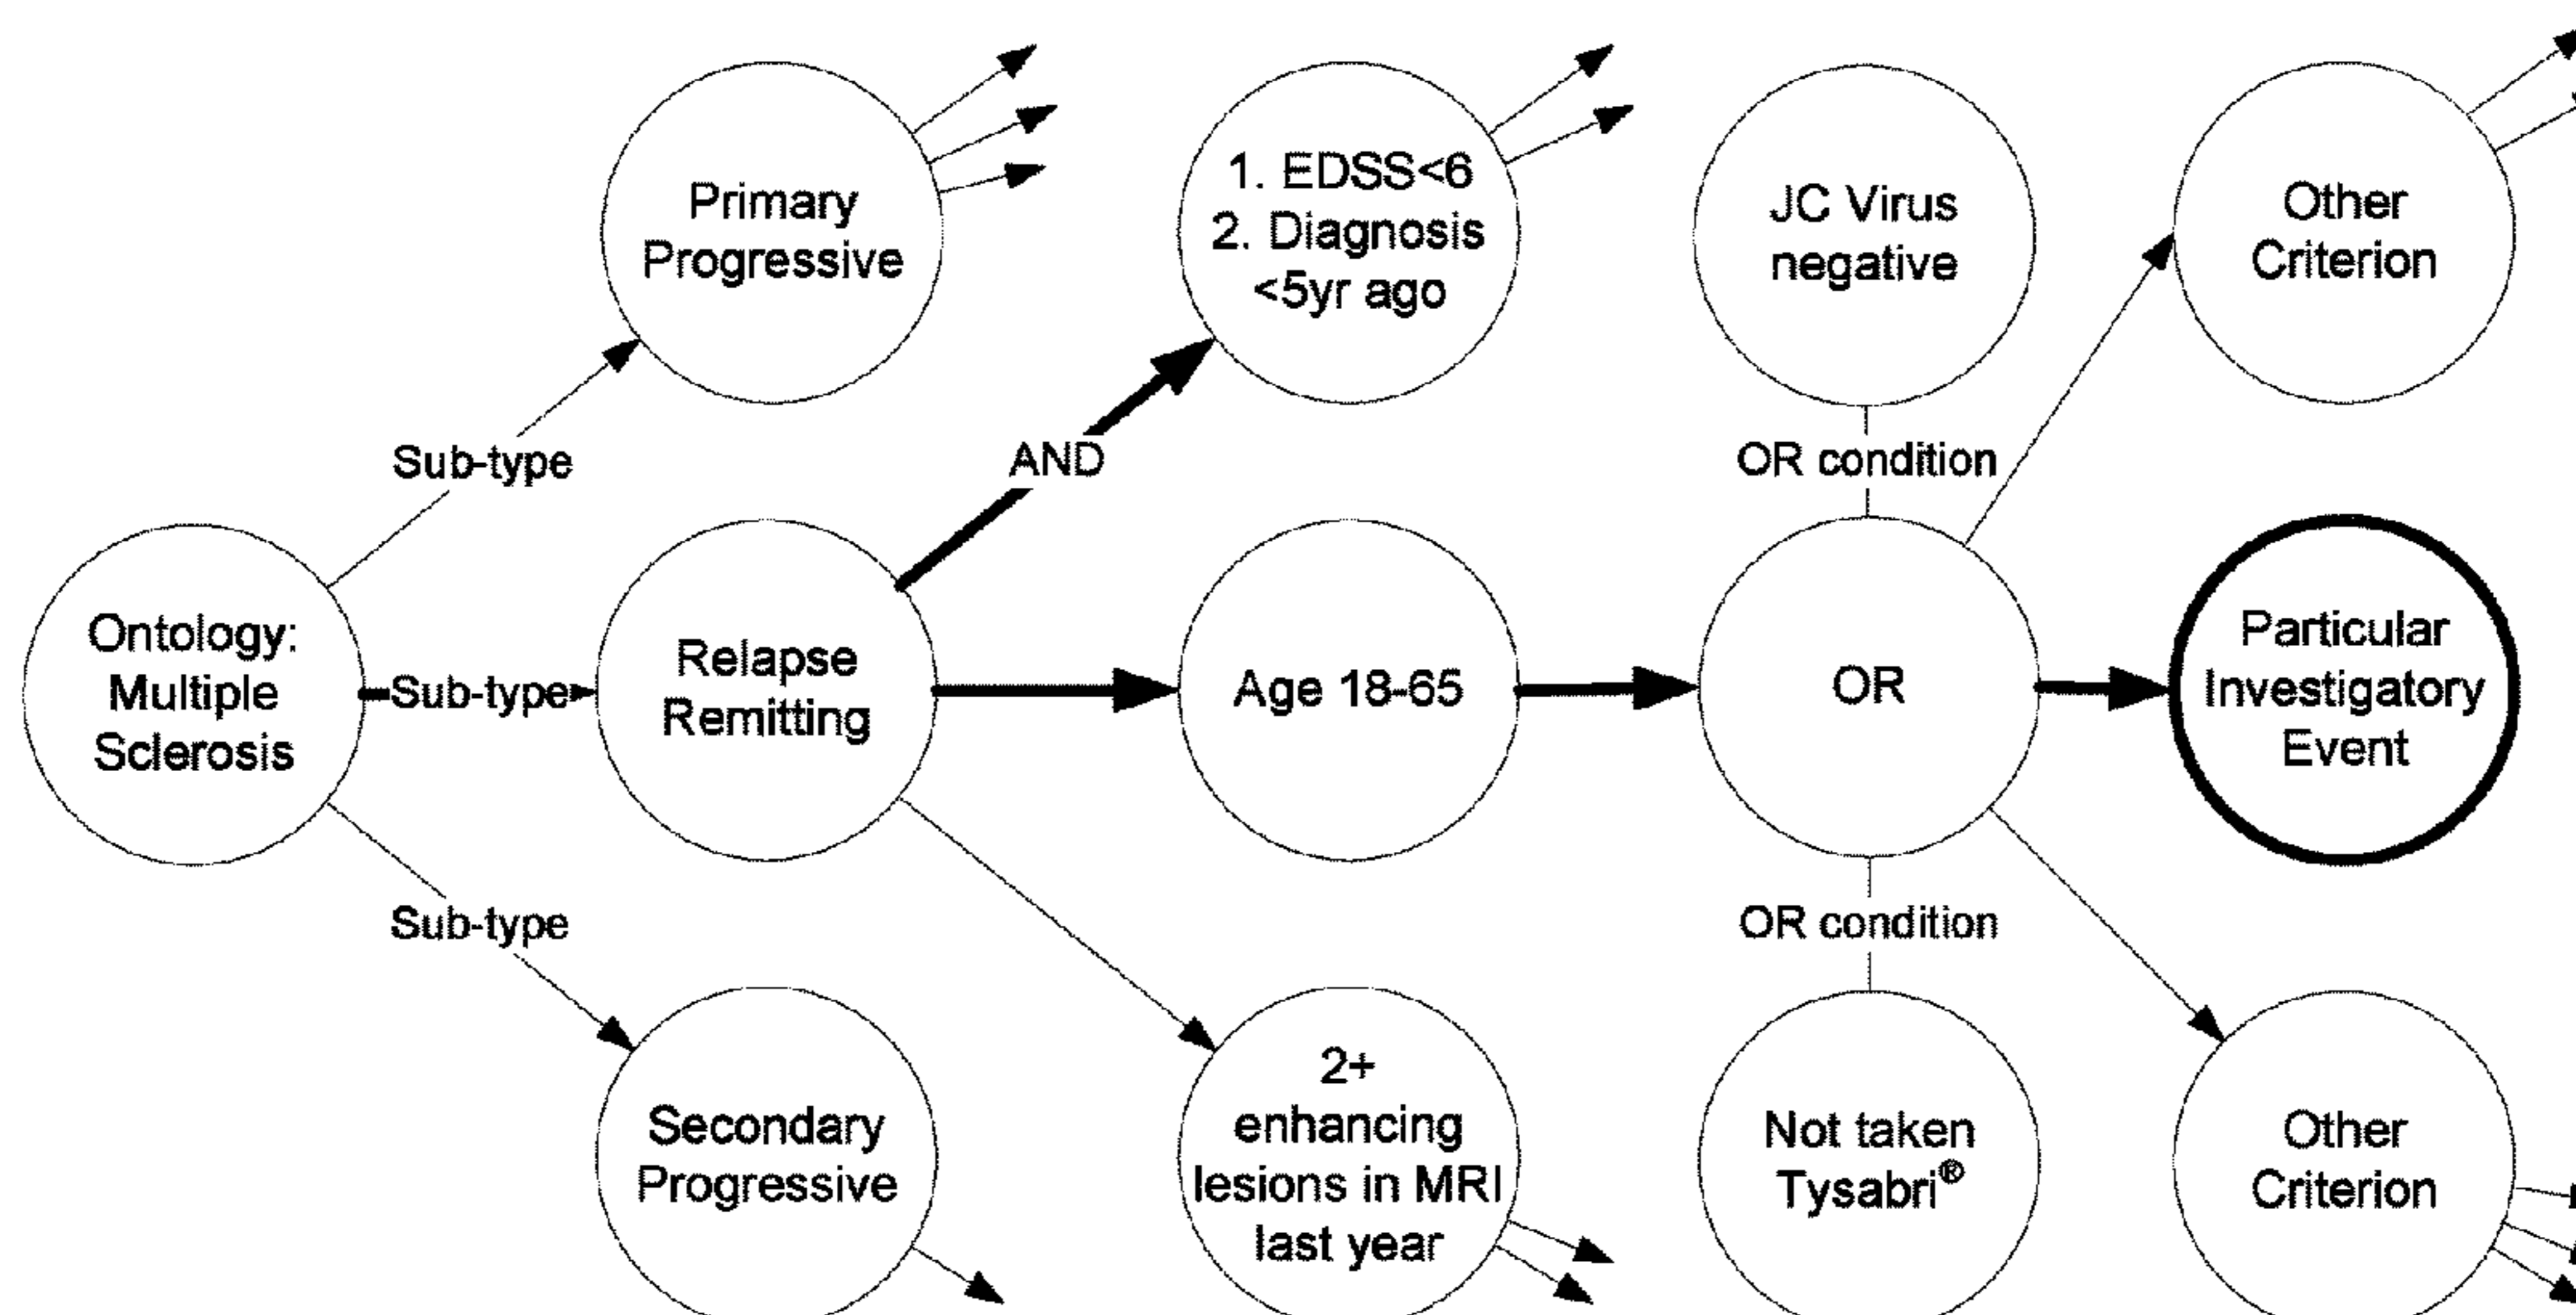 Primary
Progressive
1. EDSS<6
2. Diagnosis
<5yr ago
JC Virus
negative
Other
Criterion
Sub-type
AND
OR condition
Ontology:
Multiple
Sclerosis
Sub-type
Relapse
Remitting
Age 18-65
OR
Particular
Investigatory
Event
Sub-type
OR condition
Secondary
Progressive
2+
enhancing
lesions in MRI
last year
Not taken
Tysabri®
Other
Criterion